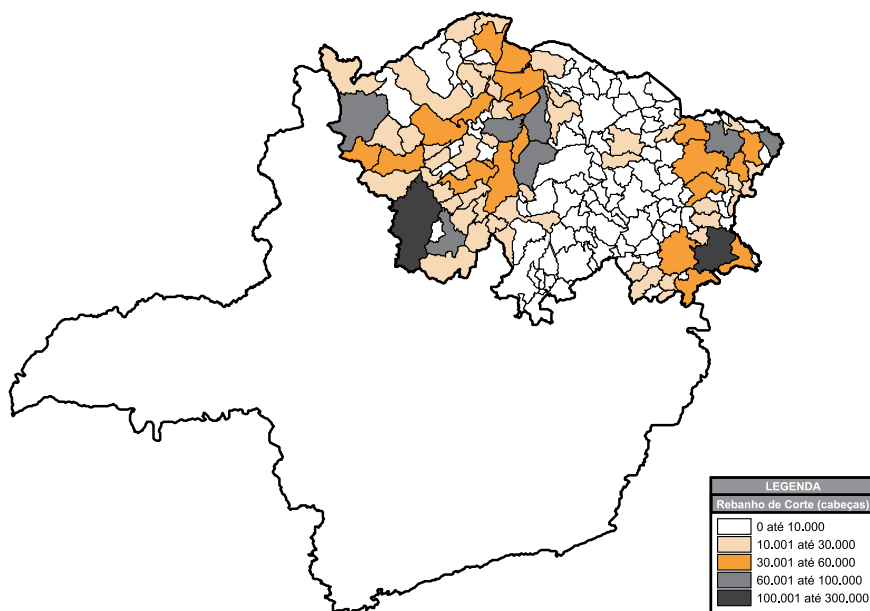 LEGENDA
Rebanho de Corte (cabeças)
0 até 10.000
10.001 até 30.000
30.001 até 60.000
60.001 até 100.000
100.001 até 300.000